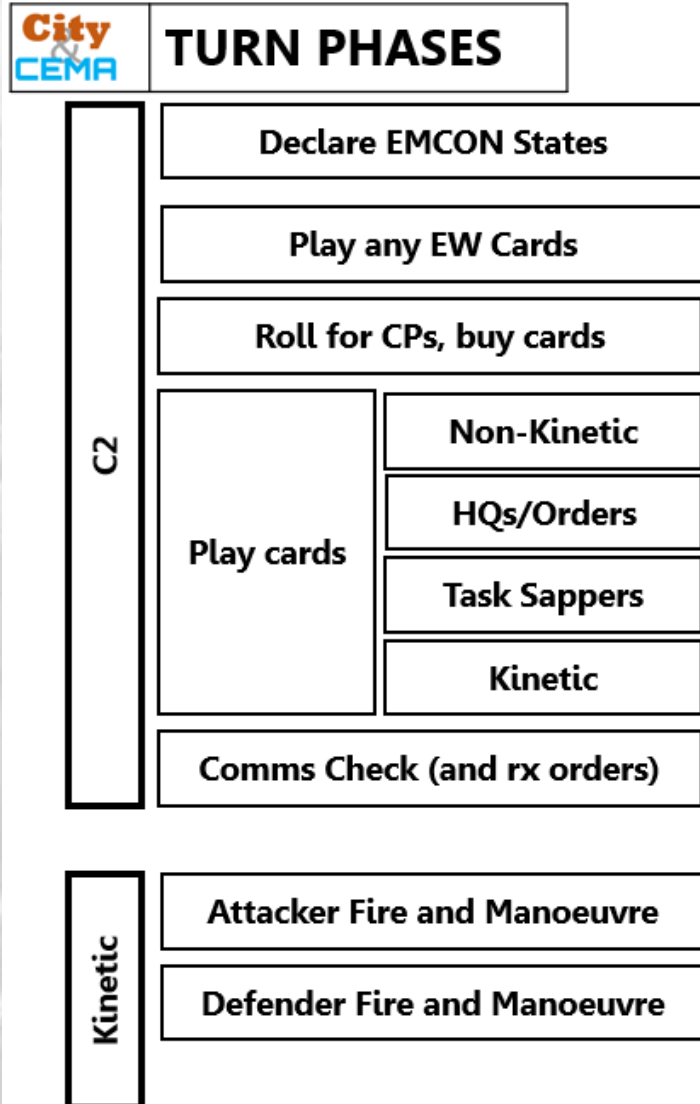 City
&
CEMA
TURN PHASES
C2
Declare EMCON States
Play any EW Cards
Roll for CPs, buy cards
Play cards
Non-Kinetic
HQs/Orders
Task Sappers
Kinetic
Comms Check (and rx orders)
Kinetic
Attacker Fire and Manoeuvre
Defender Fire and Manoeuvre